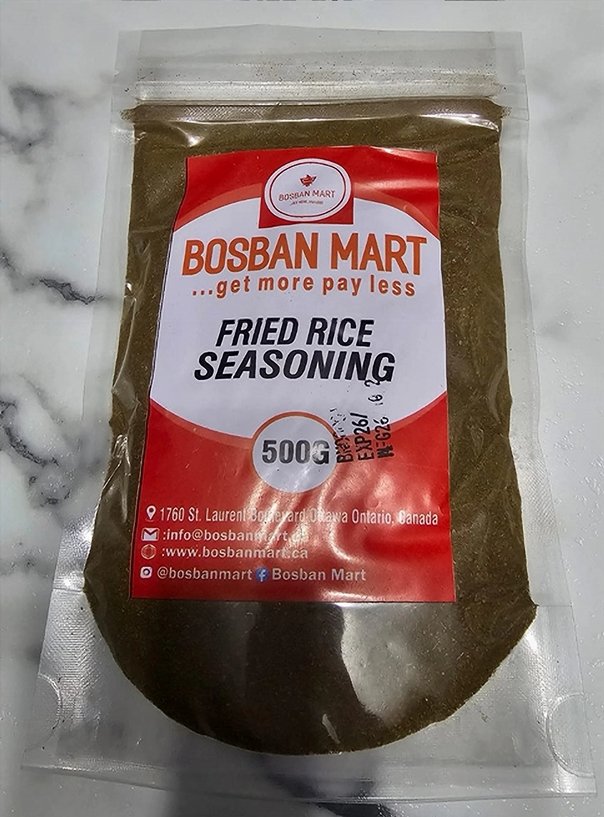 BOSBAN MART
BOSBAN MART
...get more pay less
FRIED RICE
SEASONING
500G
EXP26/
1760 St. Laurent Boulevard Ottawa Ontario, Canada
:info@bosbanmart.ca
:www.bosbanmart.ca
@bosbanmart Bosban Mart